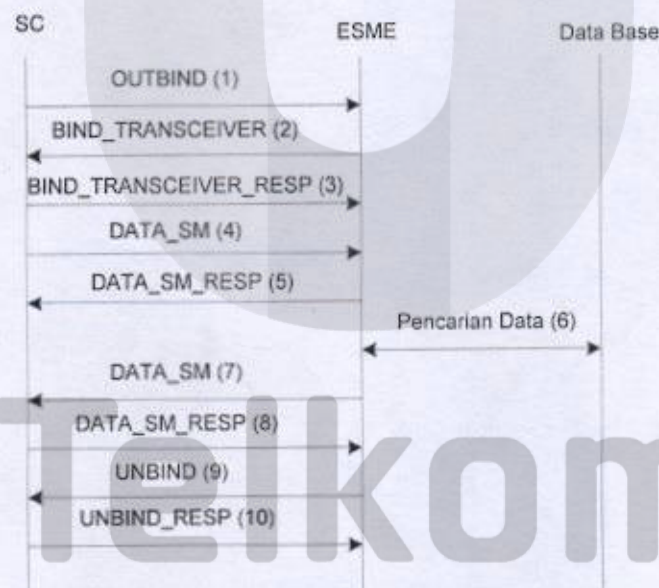 SC
ESME
Data Base
OUTBIND (1)
BIND_TRANSCEIVER (2)
BIND_TRANSCEIVER_RESP (3)
DATA_SM (4)
DATA_SM_RESP (5)
Pencarian Data (6)
DATA_SM (7)
DATA_SM_RESP (8)
UNBIND (9)
UNBIND_RESP (10)
Telkom